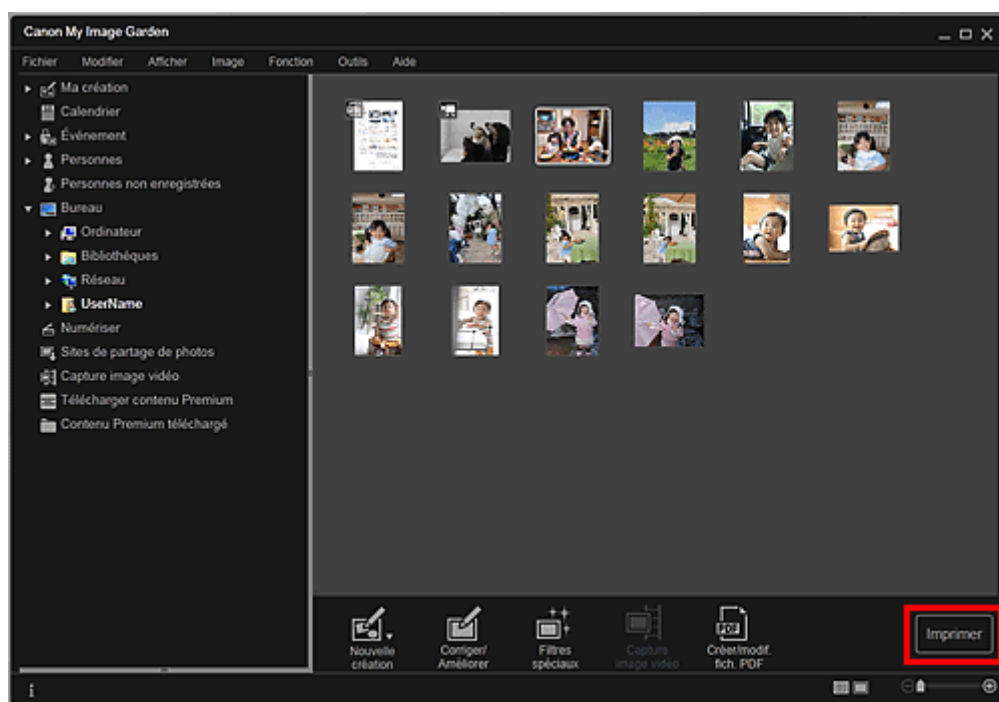 Canon My Image Garden
Fichier Modifier Afficher Image Fonction Outils Aide
Ma création
Calendrier
Événement
Personnes
Personnes non enregistrées
Bureau
Ordinateur
Bibliothèques
Réseau
UserName
Numériser
Sites de partage de photos
Capture image vidéo
Télécharger contenu Premium
Contenu Premium téléchargé
Nouvelle création
Corriger/ Améliorer
Filtres spéciaux
Capture image vidéo
PDF
Créer/modif. fich. PDF
Imprimer